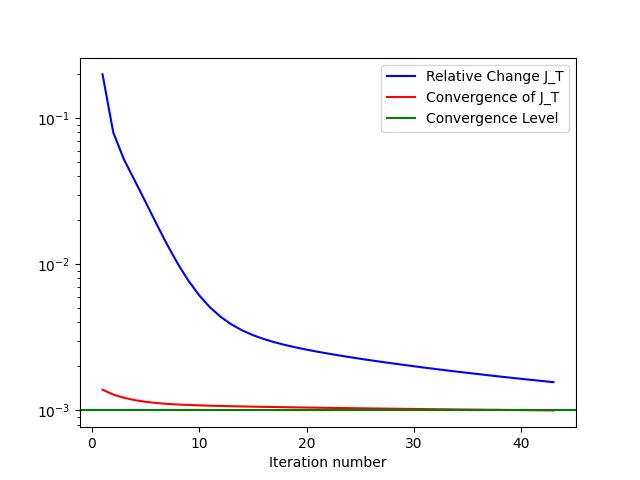 Relative Change J_T
Convergence of J_T
Convergence Level
10⁻¹
10⁻²
10⁻³
0 10 20 30 40
Iteration number